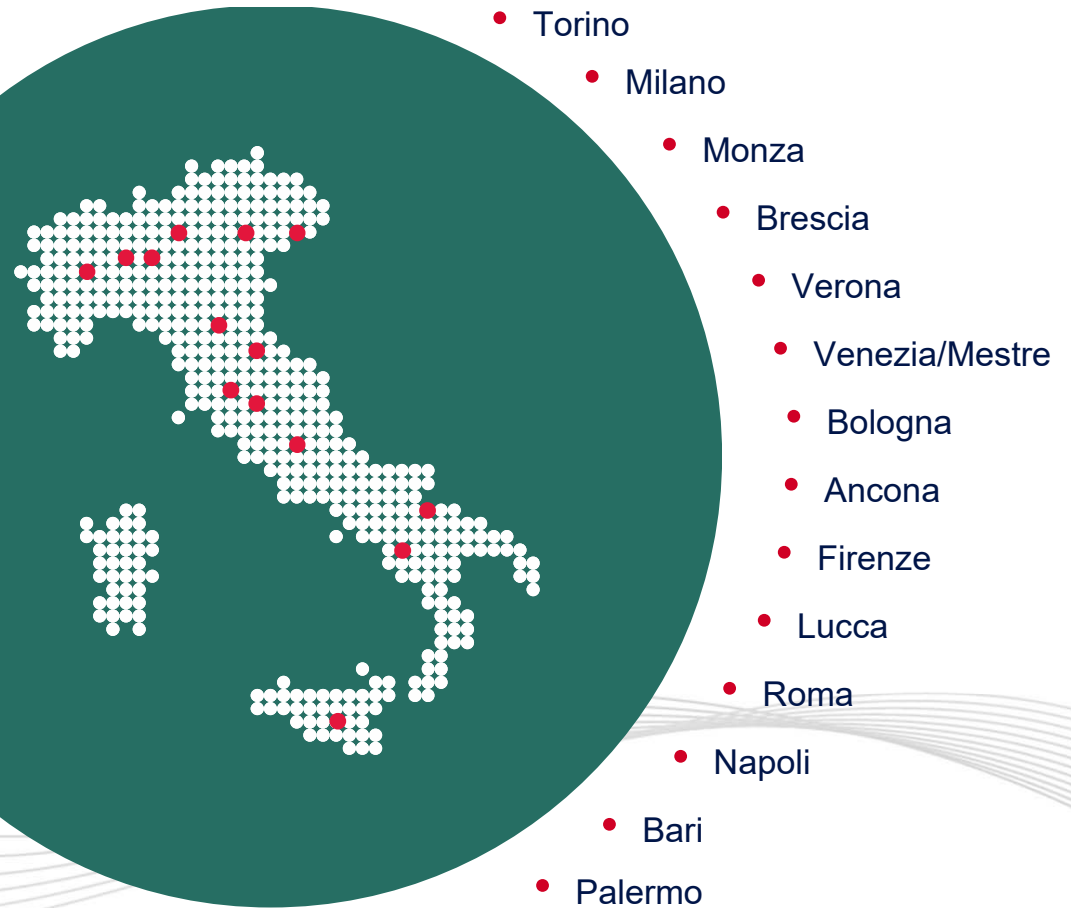 Torino
Milano
Monza
Brescia
Verona
Venezia/Mestre
Bologna
Ancona
Firenze
Lucca
Roma
Napoli
Bari
Palermo